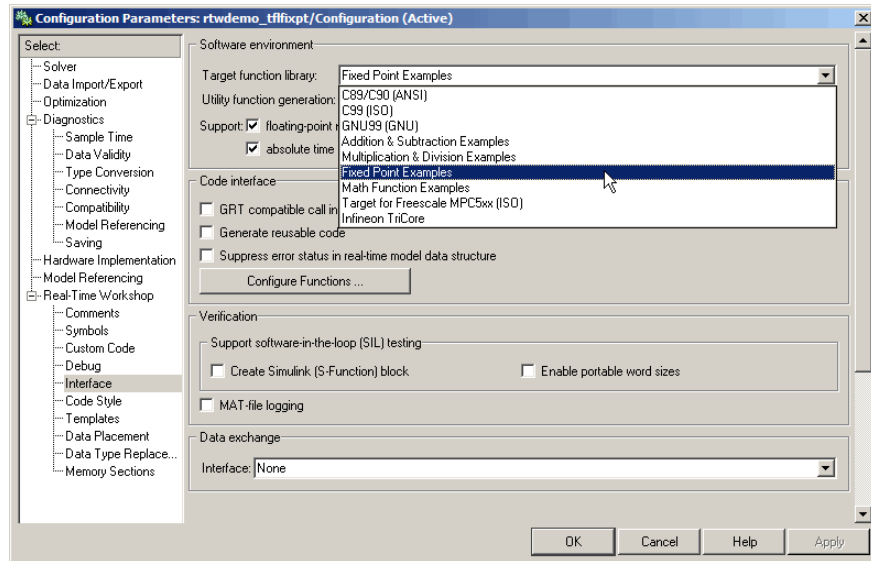 Configuration Parameters: rtwdemo_tflfixpt/Configuration (Active)
Select:
Solver
Data Import/Export
Optimization
Diagnostics
Sample Time
Data Validity
Type Conversion
Connectivity
Compatibility
Model Referencing
Saving
Hardware Implementation
Model Referencing
Real-Time Workshop
Comments
Symbols
Custom Code
Debug
Interface
Code Style
Templates
Data Placement
Data Type Replace...
Memory Sections
Software environment
Target function library: Fixed Point Examples
Utility function generation:
Support: floating-point
absolute time
C89/C90 (ANSI)
C99 (ISO)
GNU99 (GNU)
Addition & Subtraction Examples
Multiplication & Division Examples
Fixed Point Examples
Math Function Examples
Target for Freescale MPC5xx (ISO)
Infineon TriCore
Code interface
GRT compatible call in
Generate reusable code
Suppress error status in real-time model data structure
Configure Functions ...
Verification
Support software-in-the-loop (SIL) testing
Create Simulink (S-Function) block
Enable portable word sizes
MAT-file logging
Data exchange
Interface: None
OK
Cancel
Help
Apply